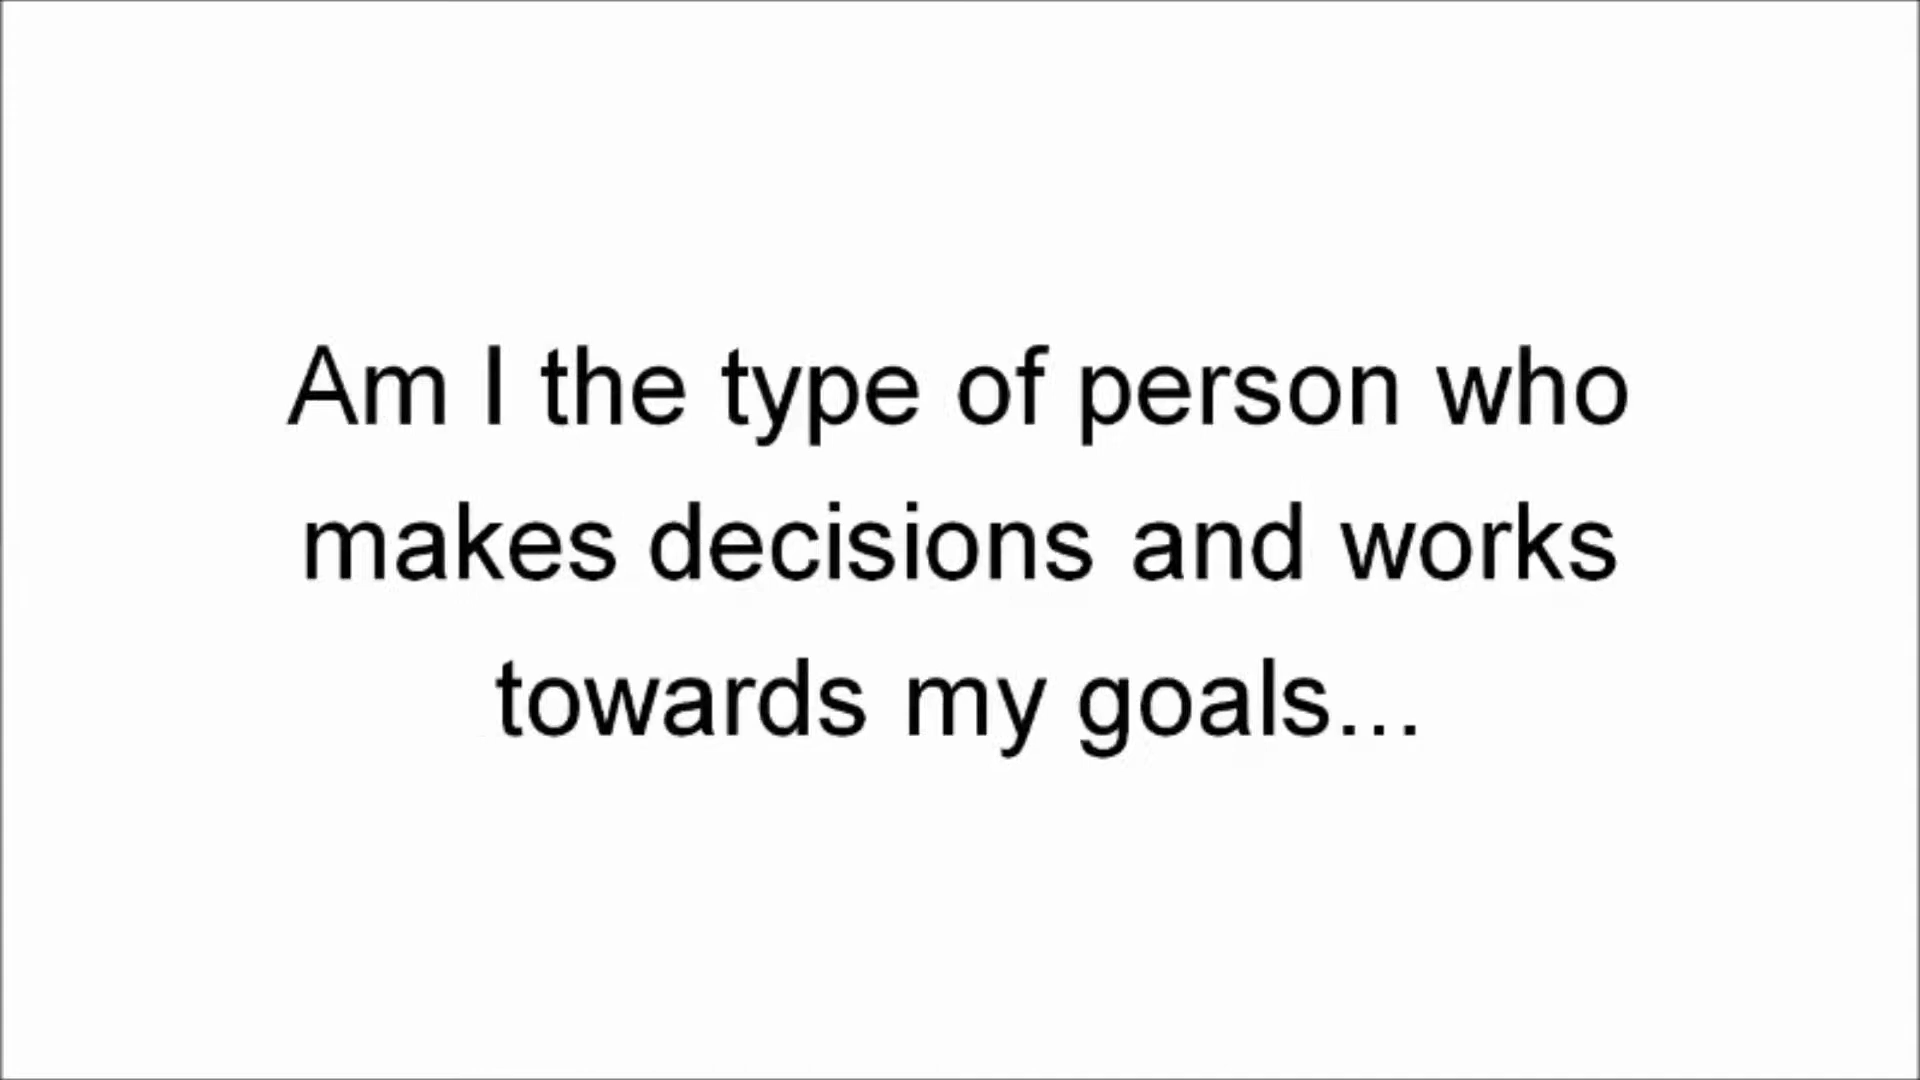 Am I the type of person who
makes decisions and works
towards my goals...